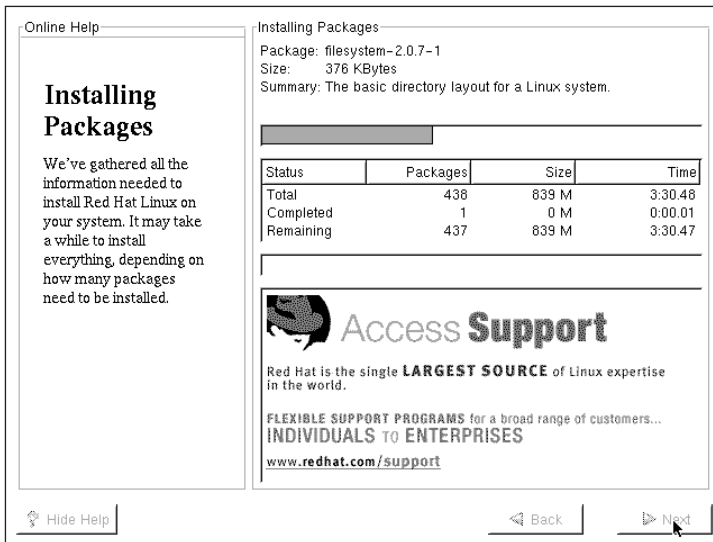 Online Help
Installing
Packages
We've gathered all the
information needed to
install Red Hat Linux on
your system. It may take
a while to install
everything, depending on
how many packages
need to be installed.
Installing Packages
Package: filesystem-2.0.7-1
Size: 376 KBytes
Summary: The basic directory layout for a Linux system.
Status Packages Size Time
Total 438 839 M 3:30.48
Completed 1 0 M 0:00.01
Remaining 437 839 M 3:30.47
Access Support
Red Hat is the single LARGEST SOURCE of Linux expertise
in the world.
FLEXIBLE SUPPORT PROGRAMS for a broad range of customers...
INDIVIDUALS TO ENTERPRISES
www.redhat.com/support
Hide Help
Back
Next